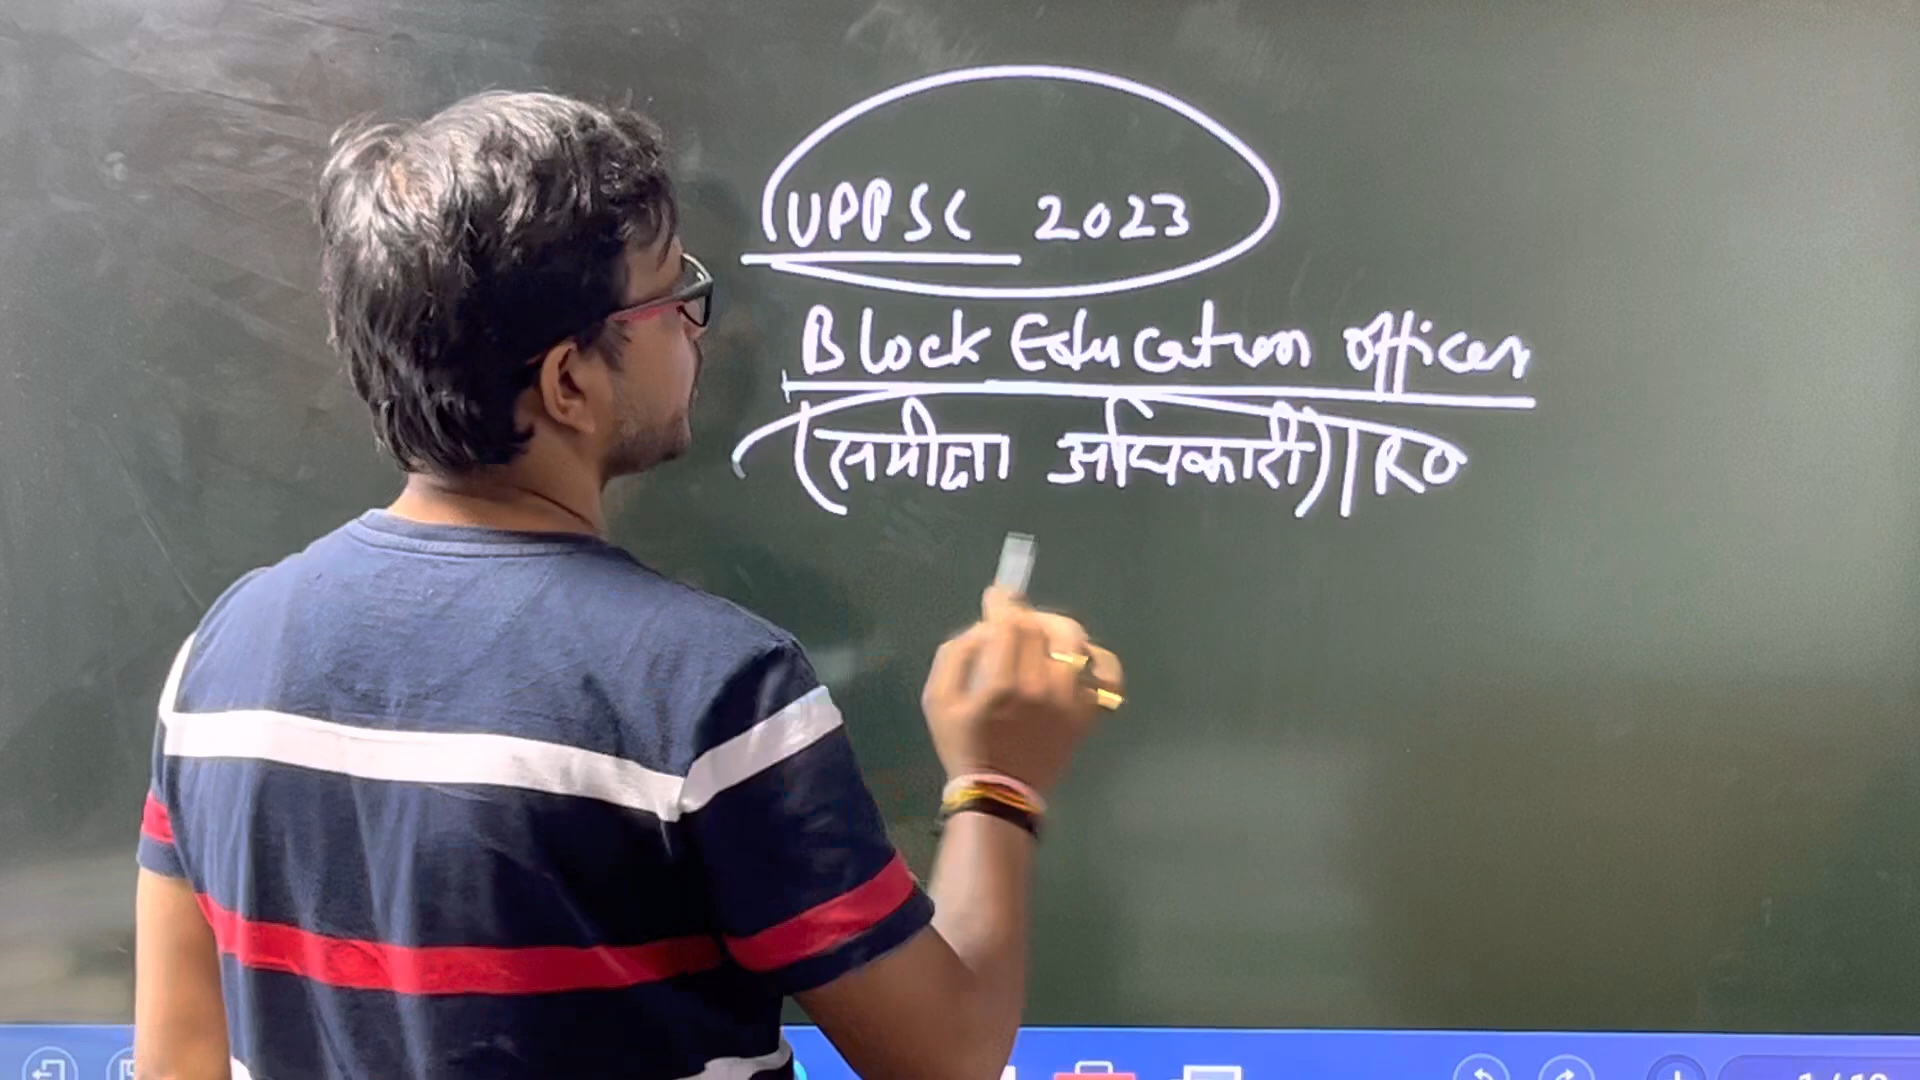 UPPSC 2023
Block Education officer
(समीक्षा अधिकारी) | RO